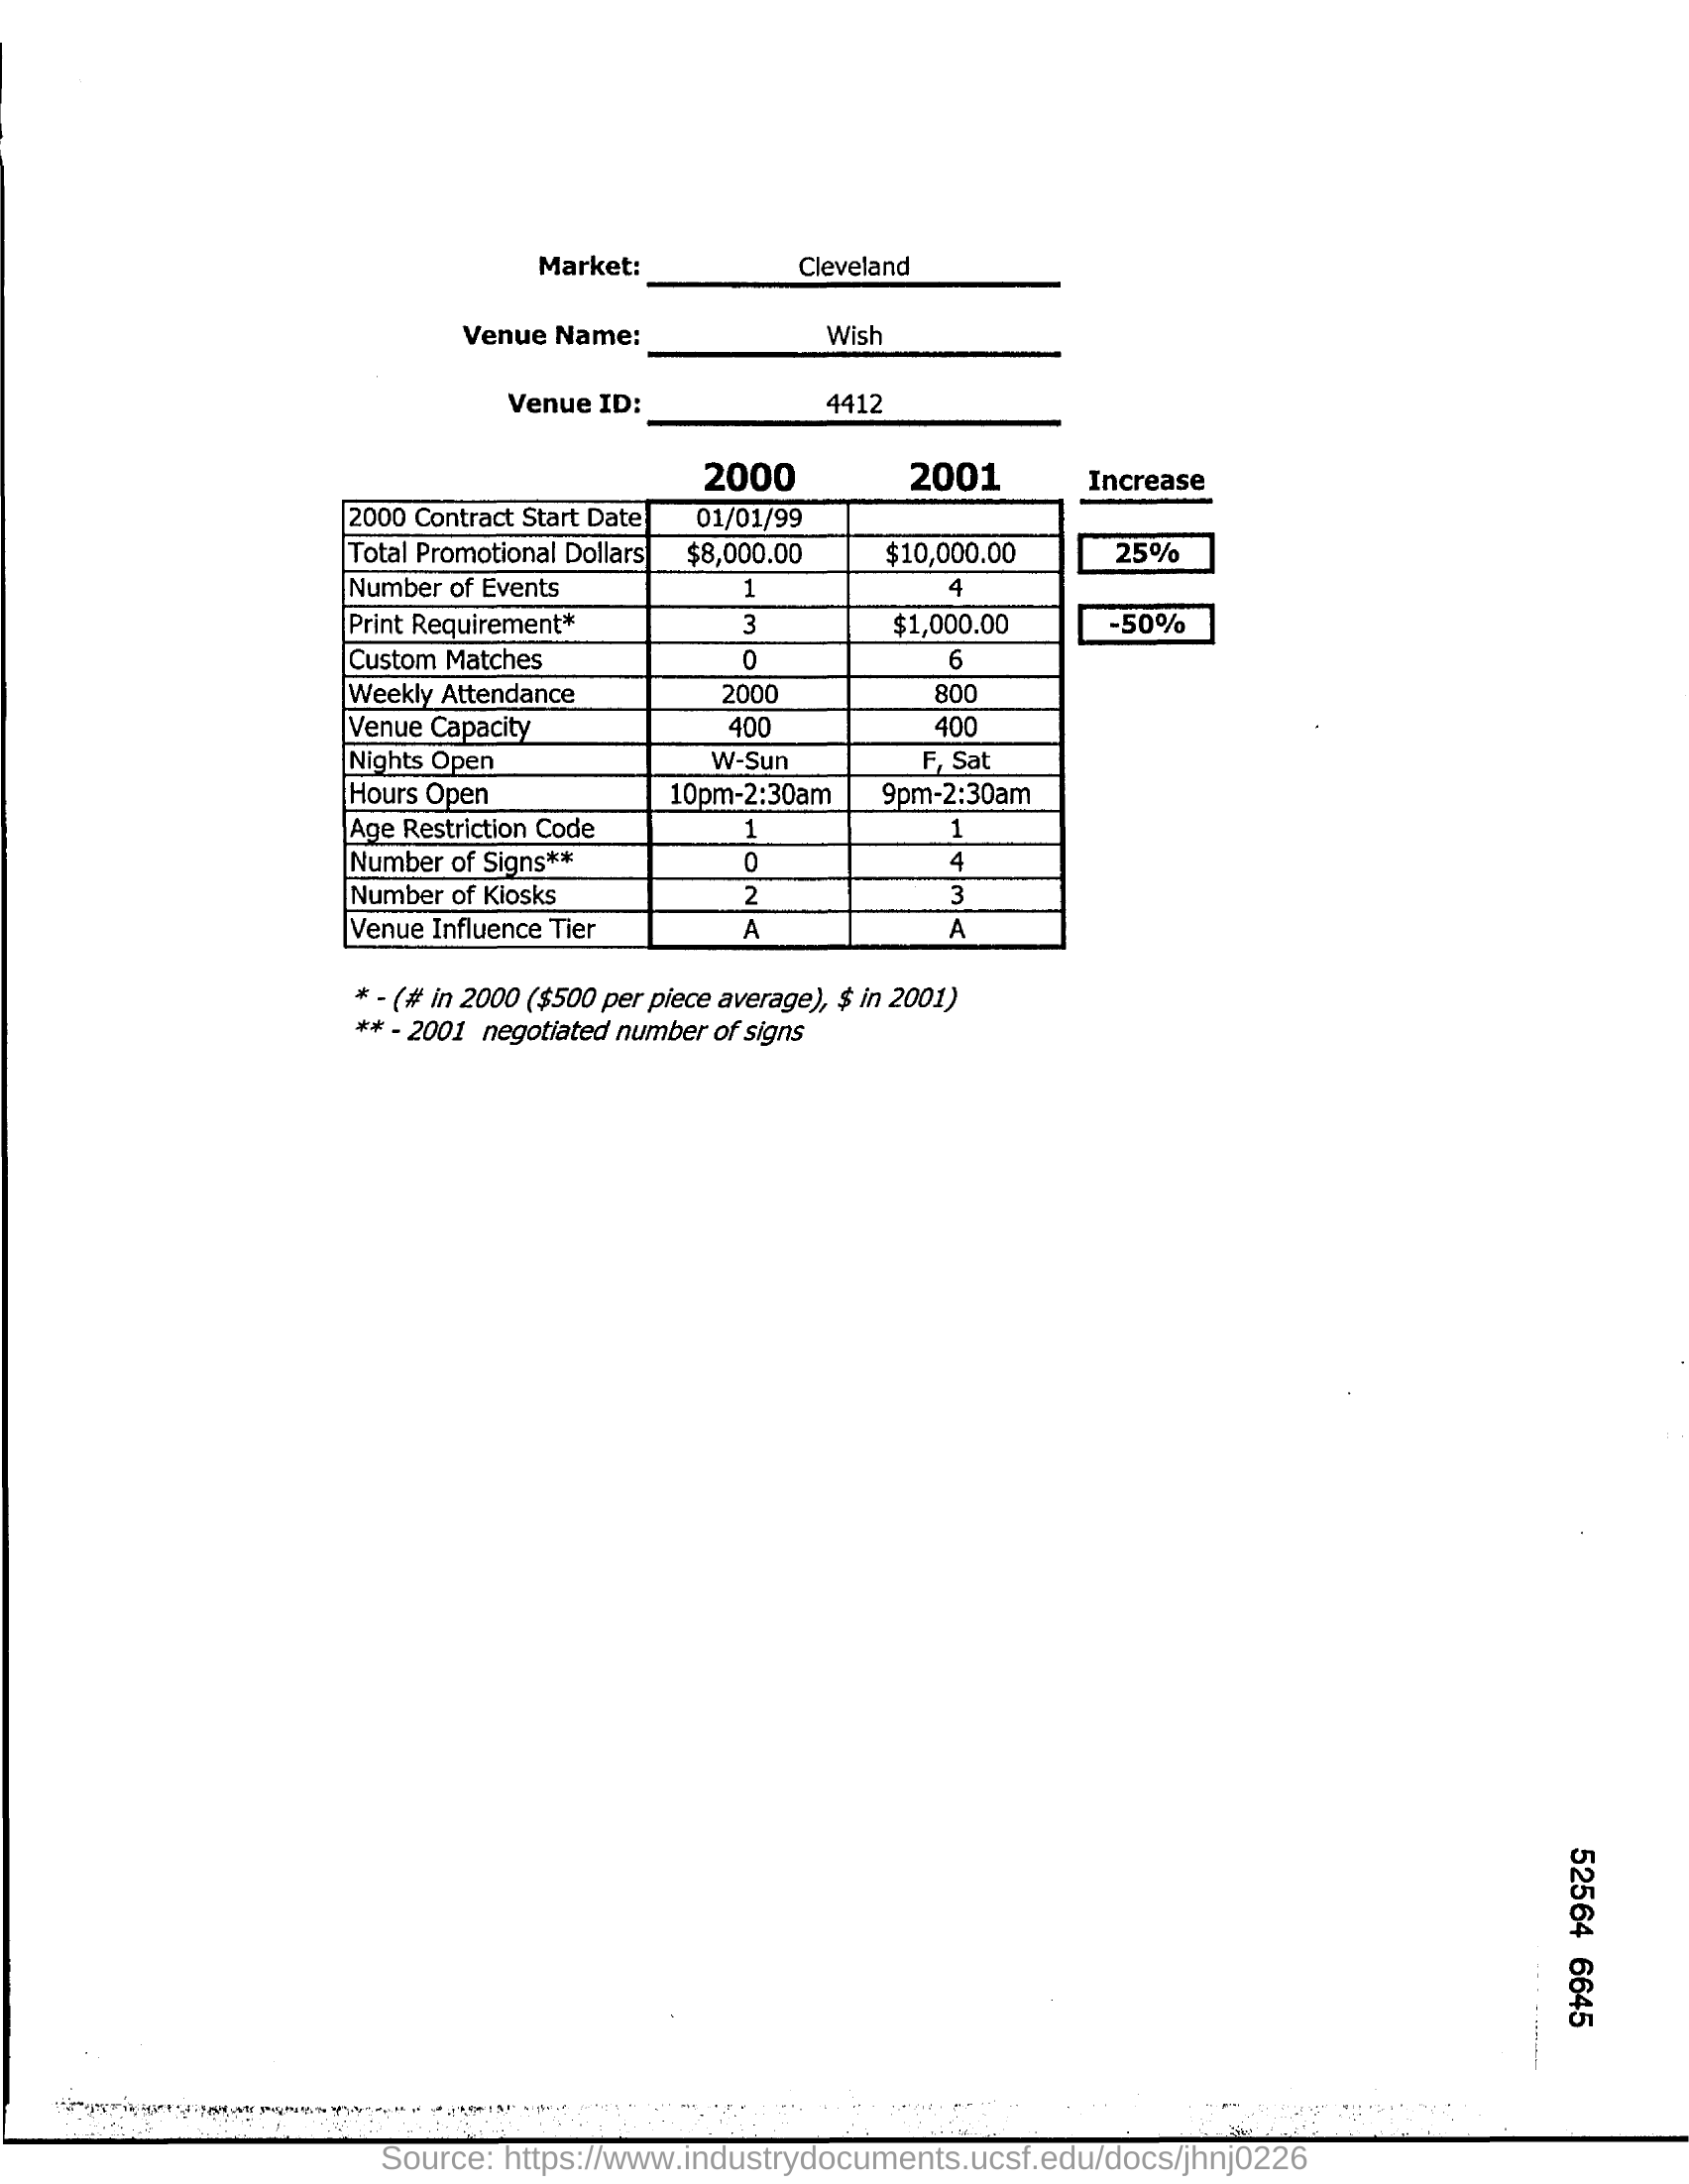 Market: Cleveland
Venue Name: Wish
Venue ID: 4412
2000 2001 Increase
2000 Contract Start Date 01/01/99
Total Promotional Dollars $8,000.00 $10,000.00 25%
Number of Events 1 4
Print Requirement* 3 $1,000.00 -50%
Custom Matches 0 6
Weekly Attendance 2000 800
Venue Capacity 400 400
Nights Open W-Sun F, Sat
Hours Open 10pm-2:30am 9pm-2:30am
Age Restriction Code 1 1
Number of Signs** 0 4
Number of Kiosks 2 3
Venue Influence Tier A A
* - (# in 2000 ($500 per piece average), $ in 2001)
** - 2001 negotiated number of signs
52564 6645
Source: https://www.industrydocuments.ucsf.edu/docs/jhnj0226